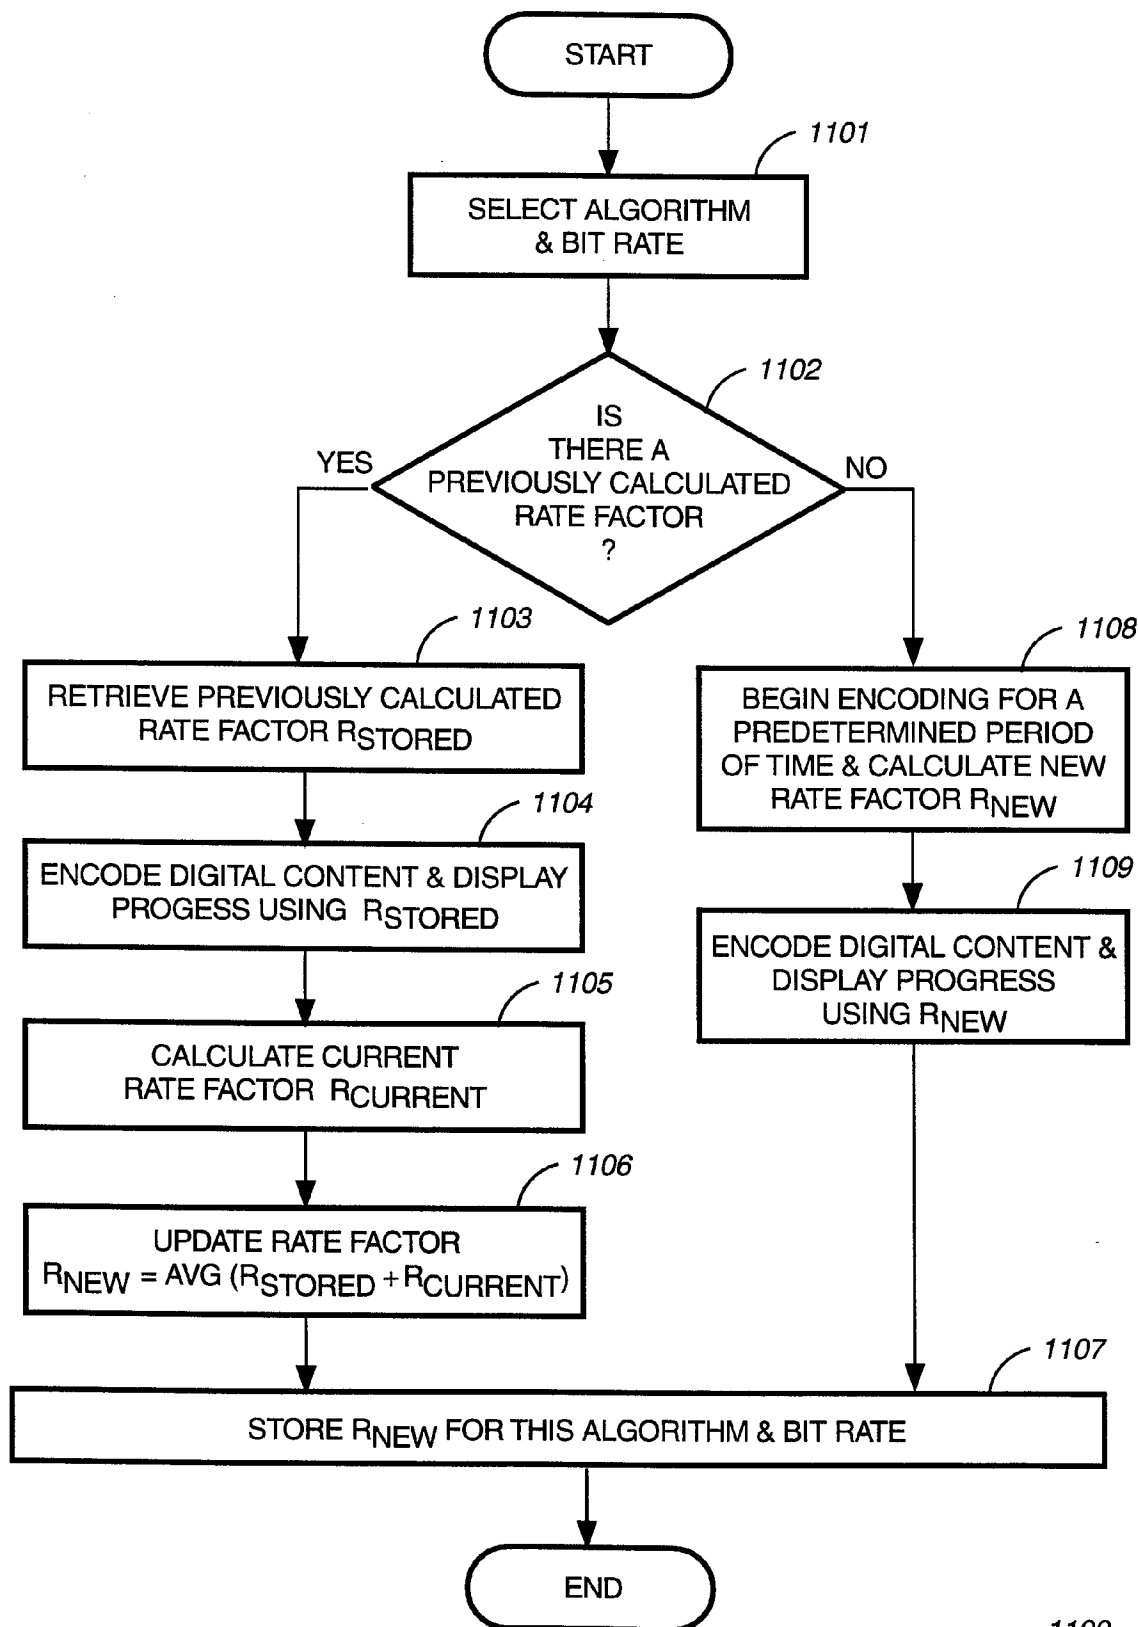 START
1101
SELECT ALGORITHM
& BIT RATE
1102
IS
THERE A
PREVIOUSLY CALCULATED
RATE FACTOR
?
YES
NO
1103
RETRIEVE PREVIOUSLY CALCULATED
RATE FACTOR RSTORED
1104
ENCODE DIGITAL CONTENT & DISPLAY
PROGESS USING RSTORED
1105
CALCULATE CURRENT
RATE FACTOR RCURRENT
1106
UPDATE RATE FACTOR
RNEW = AVG (RSTORED + RCURRENT)
1108
BEGIN ENCODING FOR A
PREDETERMINED PERIOD
OF TIME & CALCULATE NEW
RATE FACTOR RNEW
1109
ENCODE DIGITAL CONTENT &
DISPLAY PROGRESS
USING RNEW
1107
STORE RNEW FOR THIS ALGORITHM & BIT RATE
END